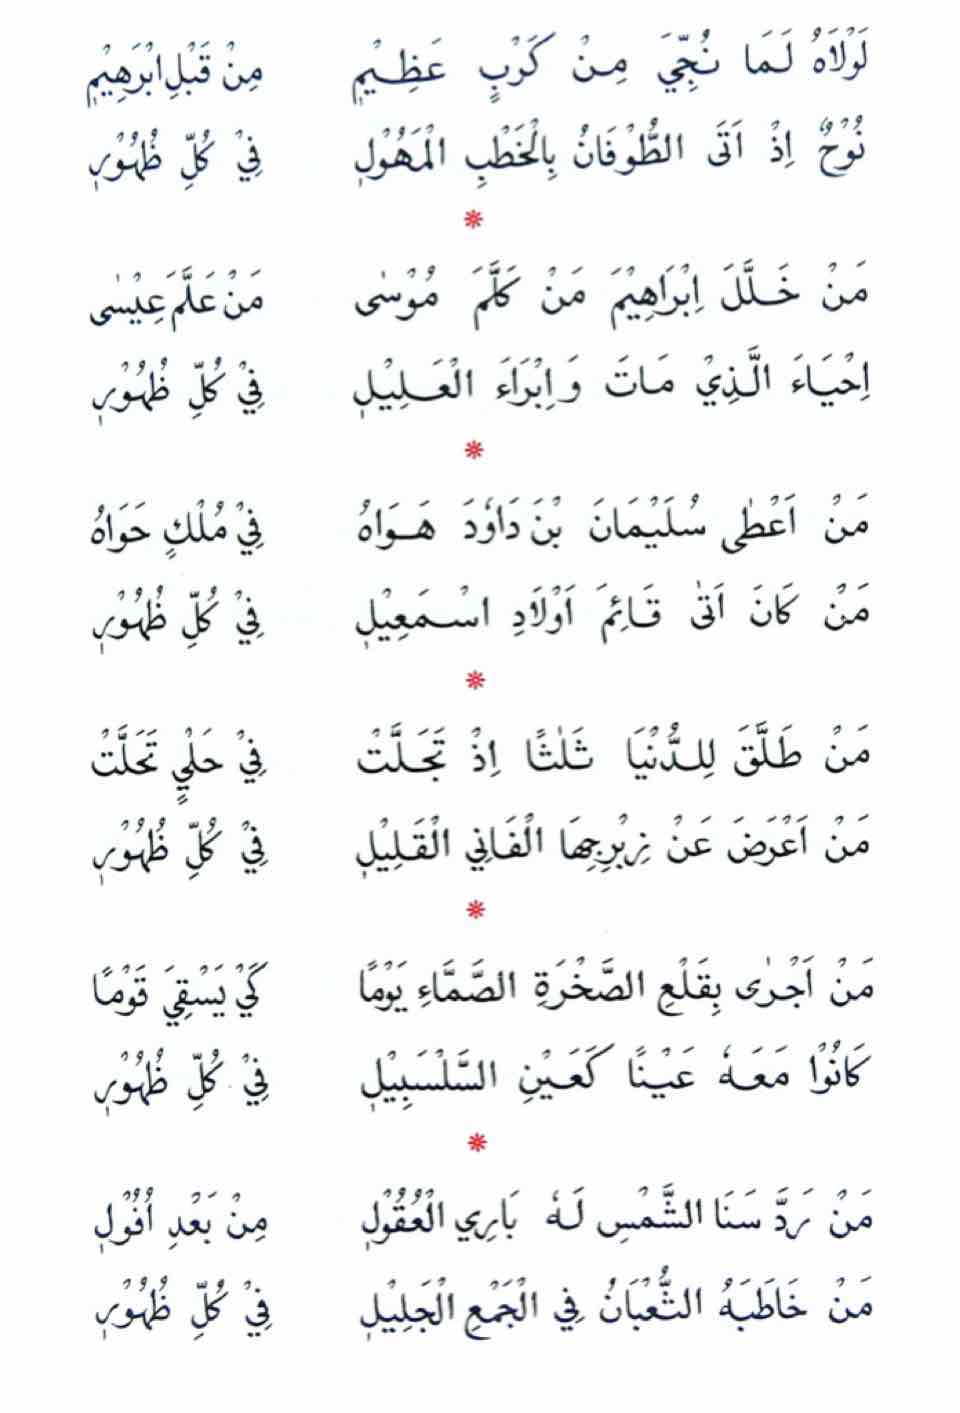 لَوْلَاهُ لَمَا نُجِّيَ مِنْ كَرْبٍ عَظِيْمٍ مِنْ قَبْلِ ابْرَهِيْمٍ
نُوْحٌ اِذْ اَتَى الطُّوْفَانُ بِالْخَطْبِ الْمَهُوْلِ فِيْ كُلِّ ظُهُوْرٍ
مَنْ خَلَّلَ اِبْرَاهِيْمَ مَنْ كَلَّمَ مُوْسٰى مَنْ عَلَّمَ عِيْسٰى
اِحْيَاءَ الَّذِيْ مَاتَ وَاِبْرَاءَ الْعَلِيْلِ فِيْ كُلِّ ظُهُوْرٍ
مَنْ اَعْطٰى سُلَيْمَانَ بْنَ دَاوٗدَ هَوَاهُ فِيْ مُلْكٍ حَوَاهُ
مَنْ كَانَ اَتٰى قَائِمَ اَوْلَادِ اسْمَعِيْلٍ فِيْ كُلِّ ظُهُوْرٍ
مَنْ طَلَّقَ لِلدُّنْيَا ثَلٰثًا اِذْ تَجَلَّتْ فِيْ حَلْيٍ تَحَلَّتْ
مَنْ اَعْرَضَ عَنْ زِبْرِجِهَا الْفَانِي الْقَلِيْلِ فِيْ كُلِّ ظُهُوْرٍ
مَنْ اَجْرٰى بِقَلْعِ الصَّخْرَةِ الصَّمَّاءِ يَوْمًا كَيْ يَسْقِيَ قَوْمًا
كَانُوْا مَعَهٗ عَيْنًا كَعَيْنِ السَّلْسَبِيْلِ فِيْ كُلِّ ظُهُوْرٍ
مَنْ رَدَّ سَنَا الشَّمْسِ لَهٗ بَارِي الْعُقُوْلِ مِنْ بَعْدِ اُفُوْلٍ
مَنْ خَاطَبَهُ الثُّعْبَانُ فِي الْجَمْعِ الْجَلِيْلِ فِيْ كُلِّ ظُهُوْرٍ